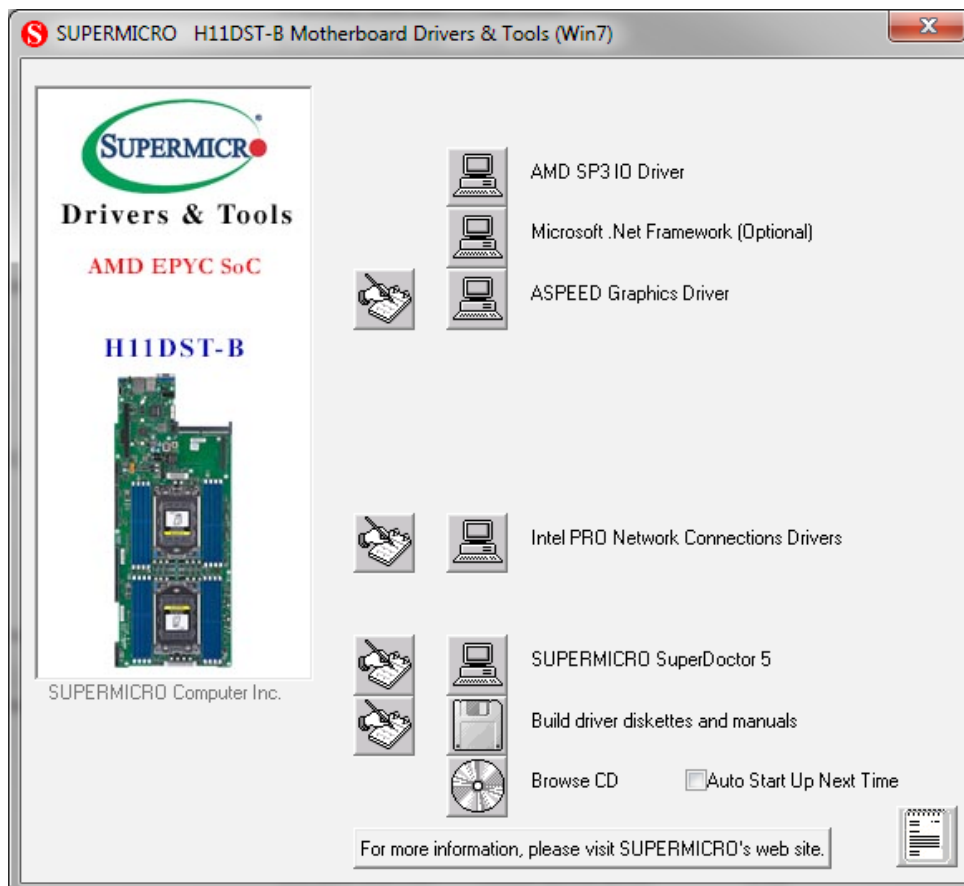 SUPERMICRO H11DST-B Motherboard Drivers & Tools (Win7)
SUPERMICRO
Drivers & Tools
AMD EPYC SoC
H11DST-B
SUPERMICRO Computer Inc.
AMD SP3 IO Driver
Microsoft .Net Framework (Optional)
ASPEED Graphics Driver
Intel PRO Network Connections Drivers
SUPERMICRO SuperDoctor 5
Build driver diskettes and manuals
Browse CD
Auto Start Up Next Time
For more information, please visit SUPERMICRO's web site.